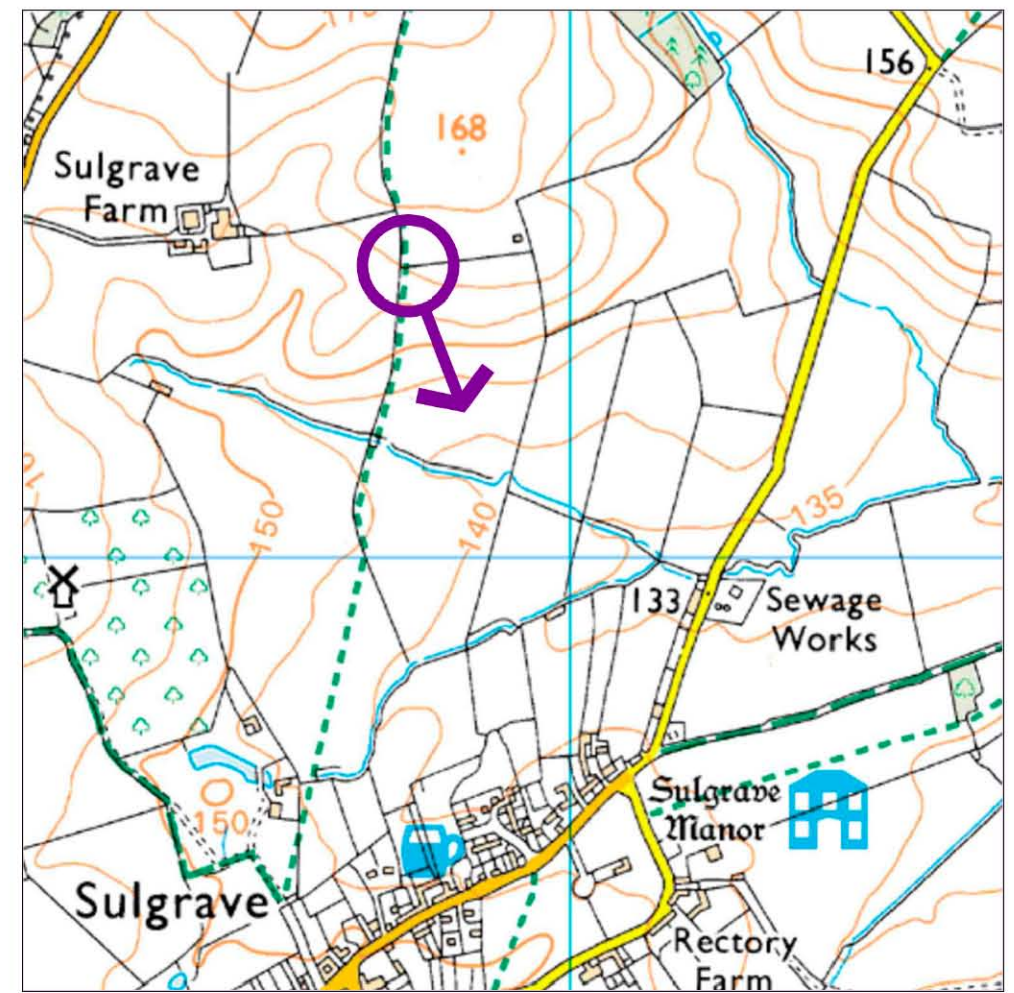 168
156
Sulgrave
Farm
150
140
135
133
Sewage
Works
Sulgrave
Manor
150
Sulgrave
Rectory
Farm